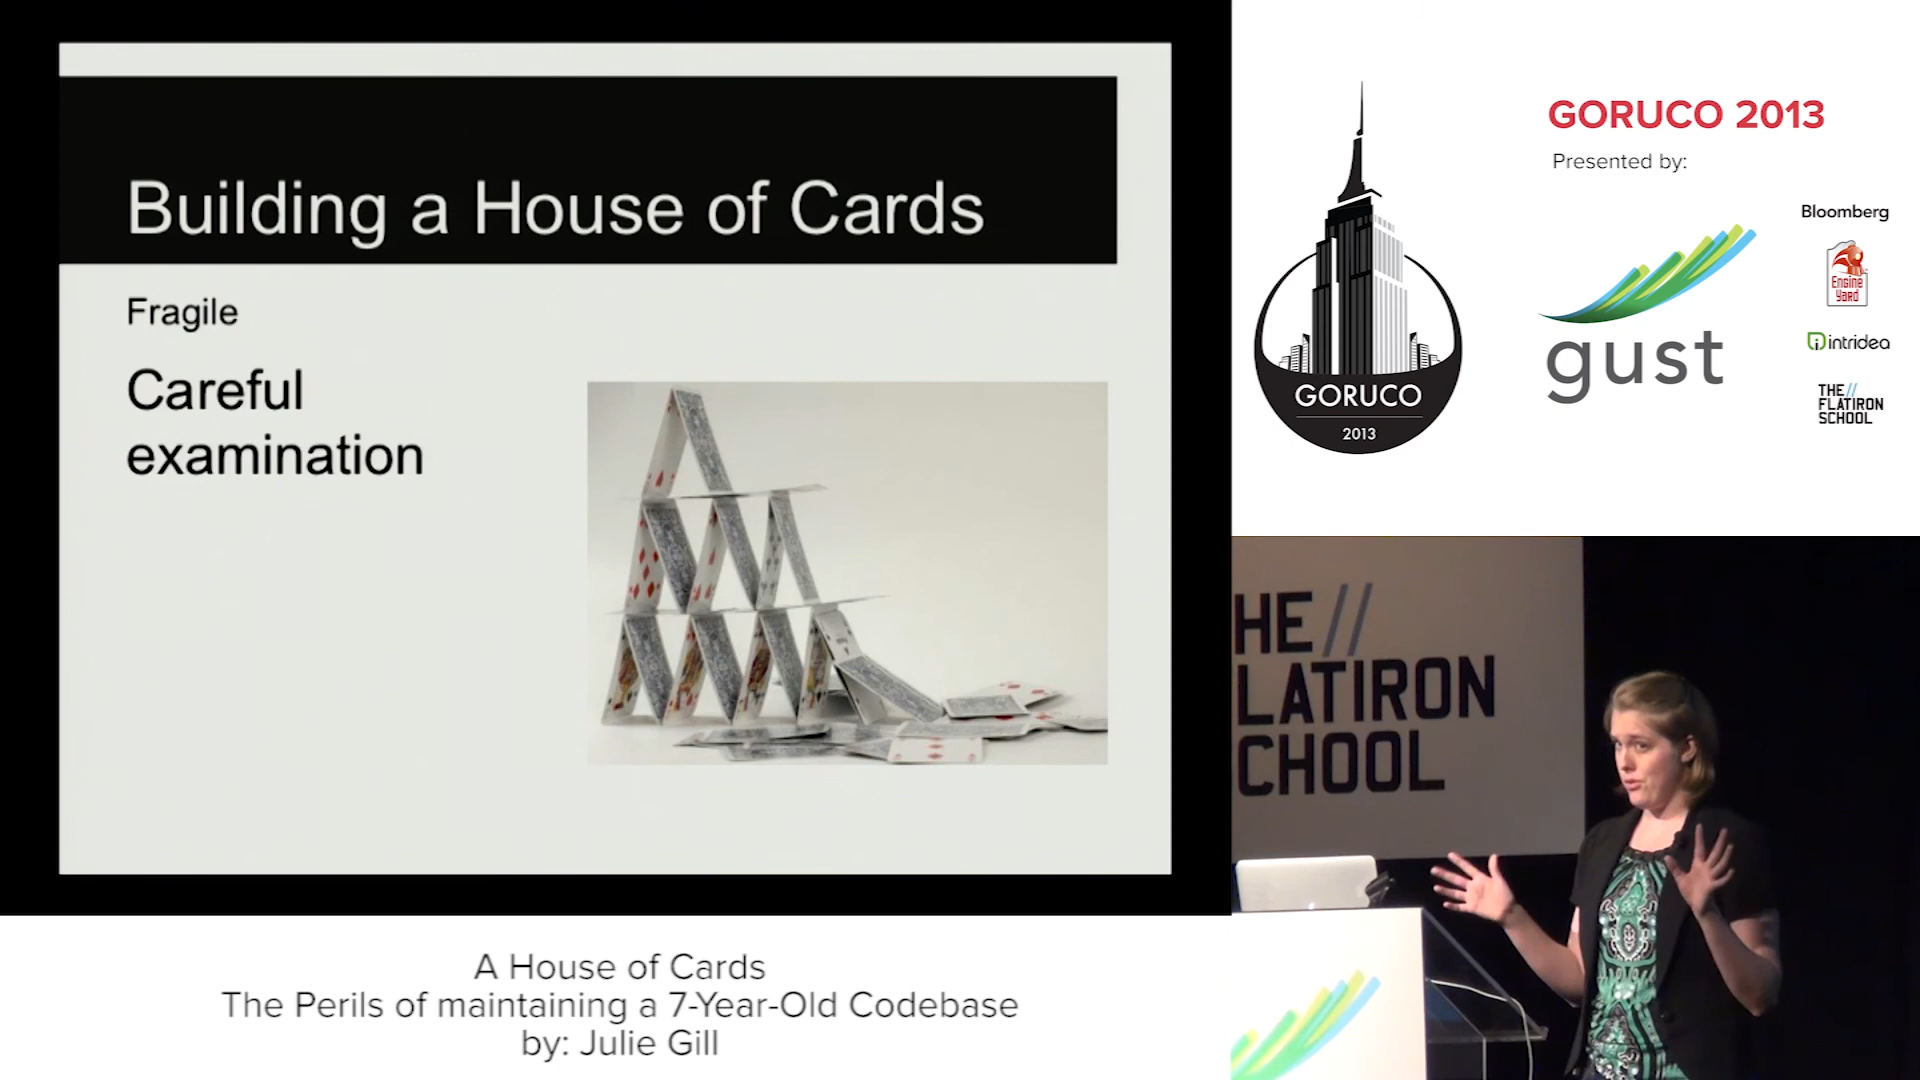 Building a House of Cards
Fragile
Careful
examination
GORUCO 2013
Presented by:
GORUCO
2013
gust
Bloomberg
Engine
Yard
intridea
THE//
FLATIRON
SCHOOL
HE//
LATIRON
CHOOL
A House of Cards
The Perils of maintaining a 7-Year-Old Codebase
by: Julie Gill